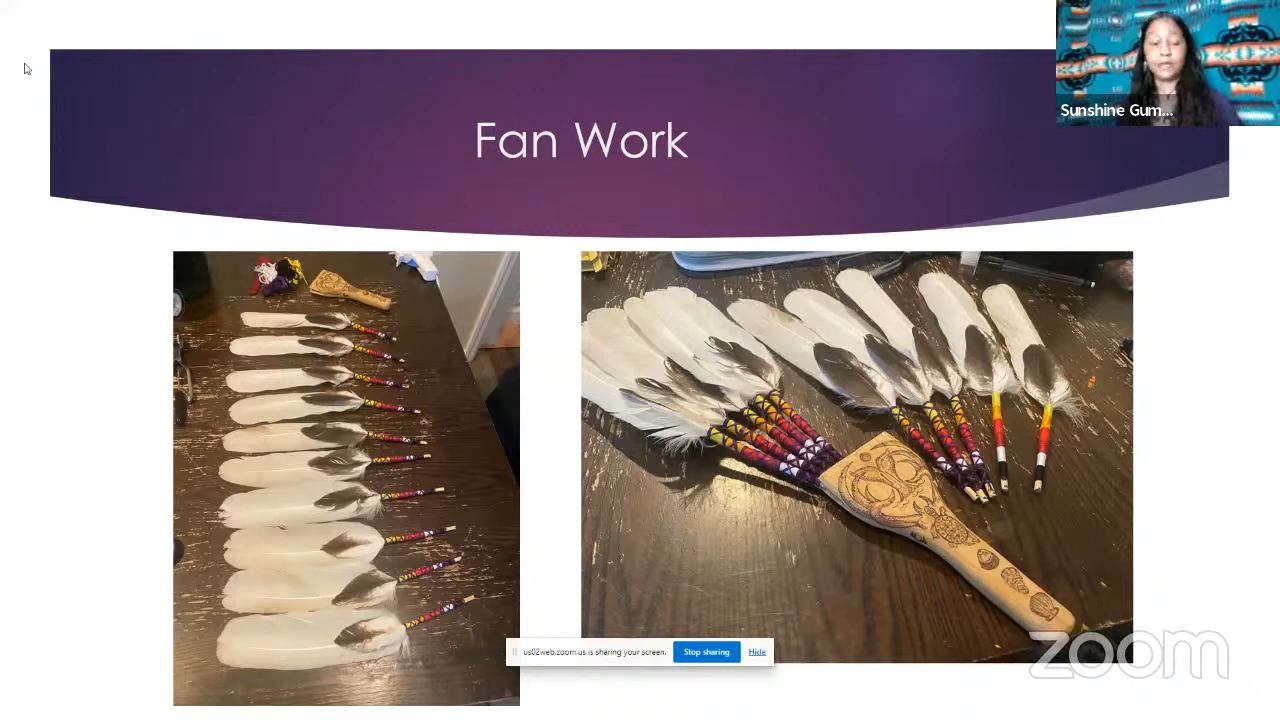 Fan Work
Sunshine Gum...
us02web.zoom.us is sharing your screen.
Stop sharing
Hide
zoom